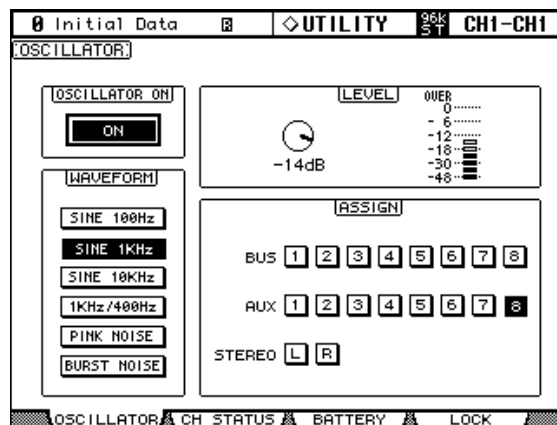 0 Initial Data R ◇UTILITY 96k ST CH1-CH1
OSCILLATOR
OSCILLATOR ON
ON
WAVEFORM
SINE 100Hz
SINE 1KHz
SINE 10KHz
1KHz/400Hz
PINK NOISE
BURST NOISE
LEVEL
-14dB
OVER
0
- 6
-12
-18
-30
-48
ASSIGN
BUS 1 2 3 4 5 6 7 8
AUX 1 2 3 4 5 6 7 8
STEREO L R
OSCILLATOR CH STATUS BATTERY LOCK